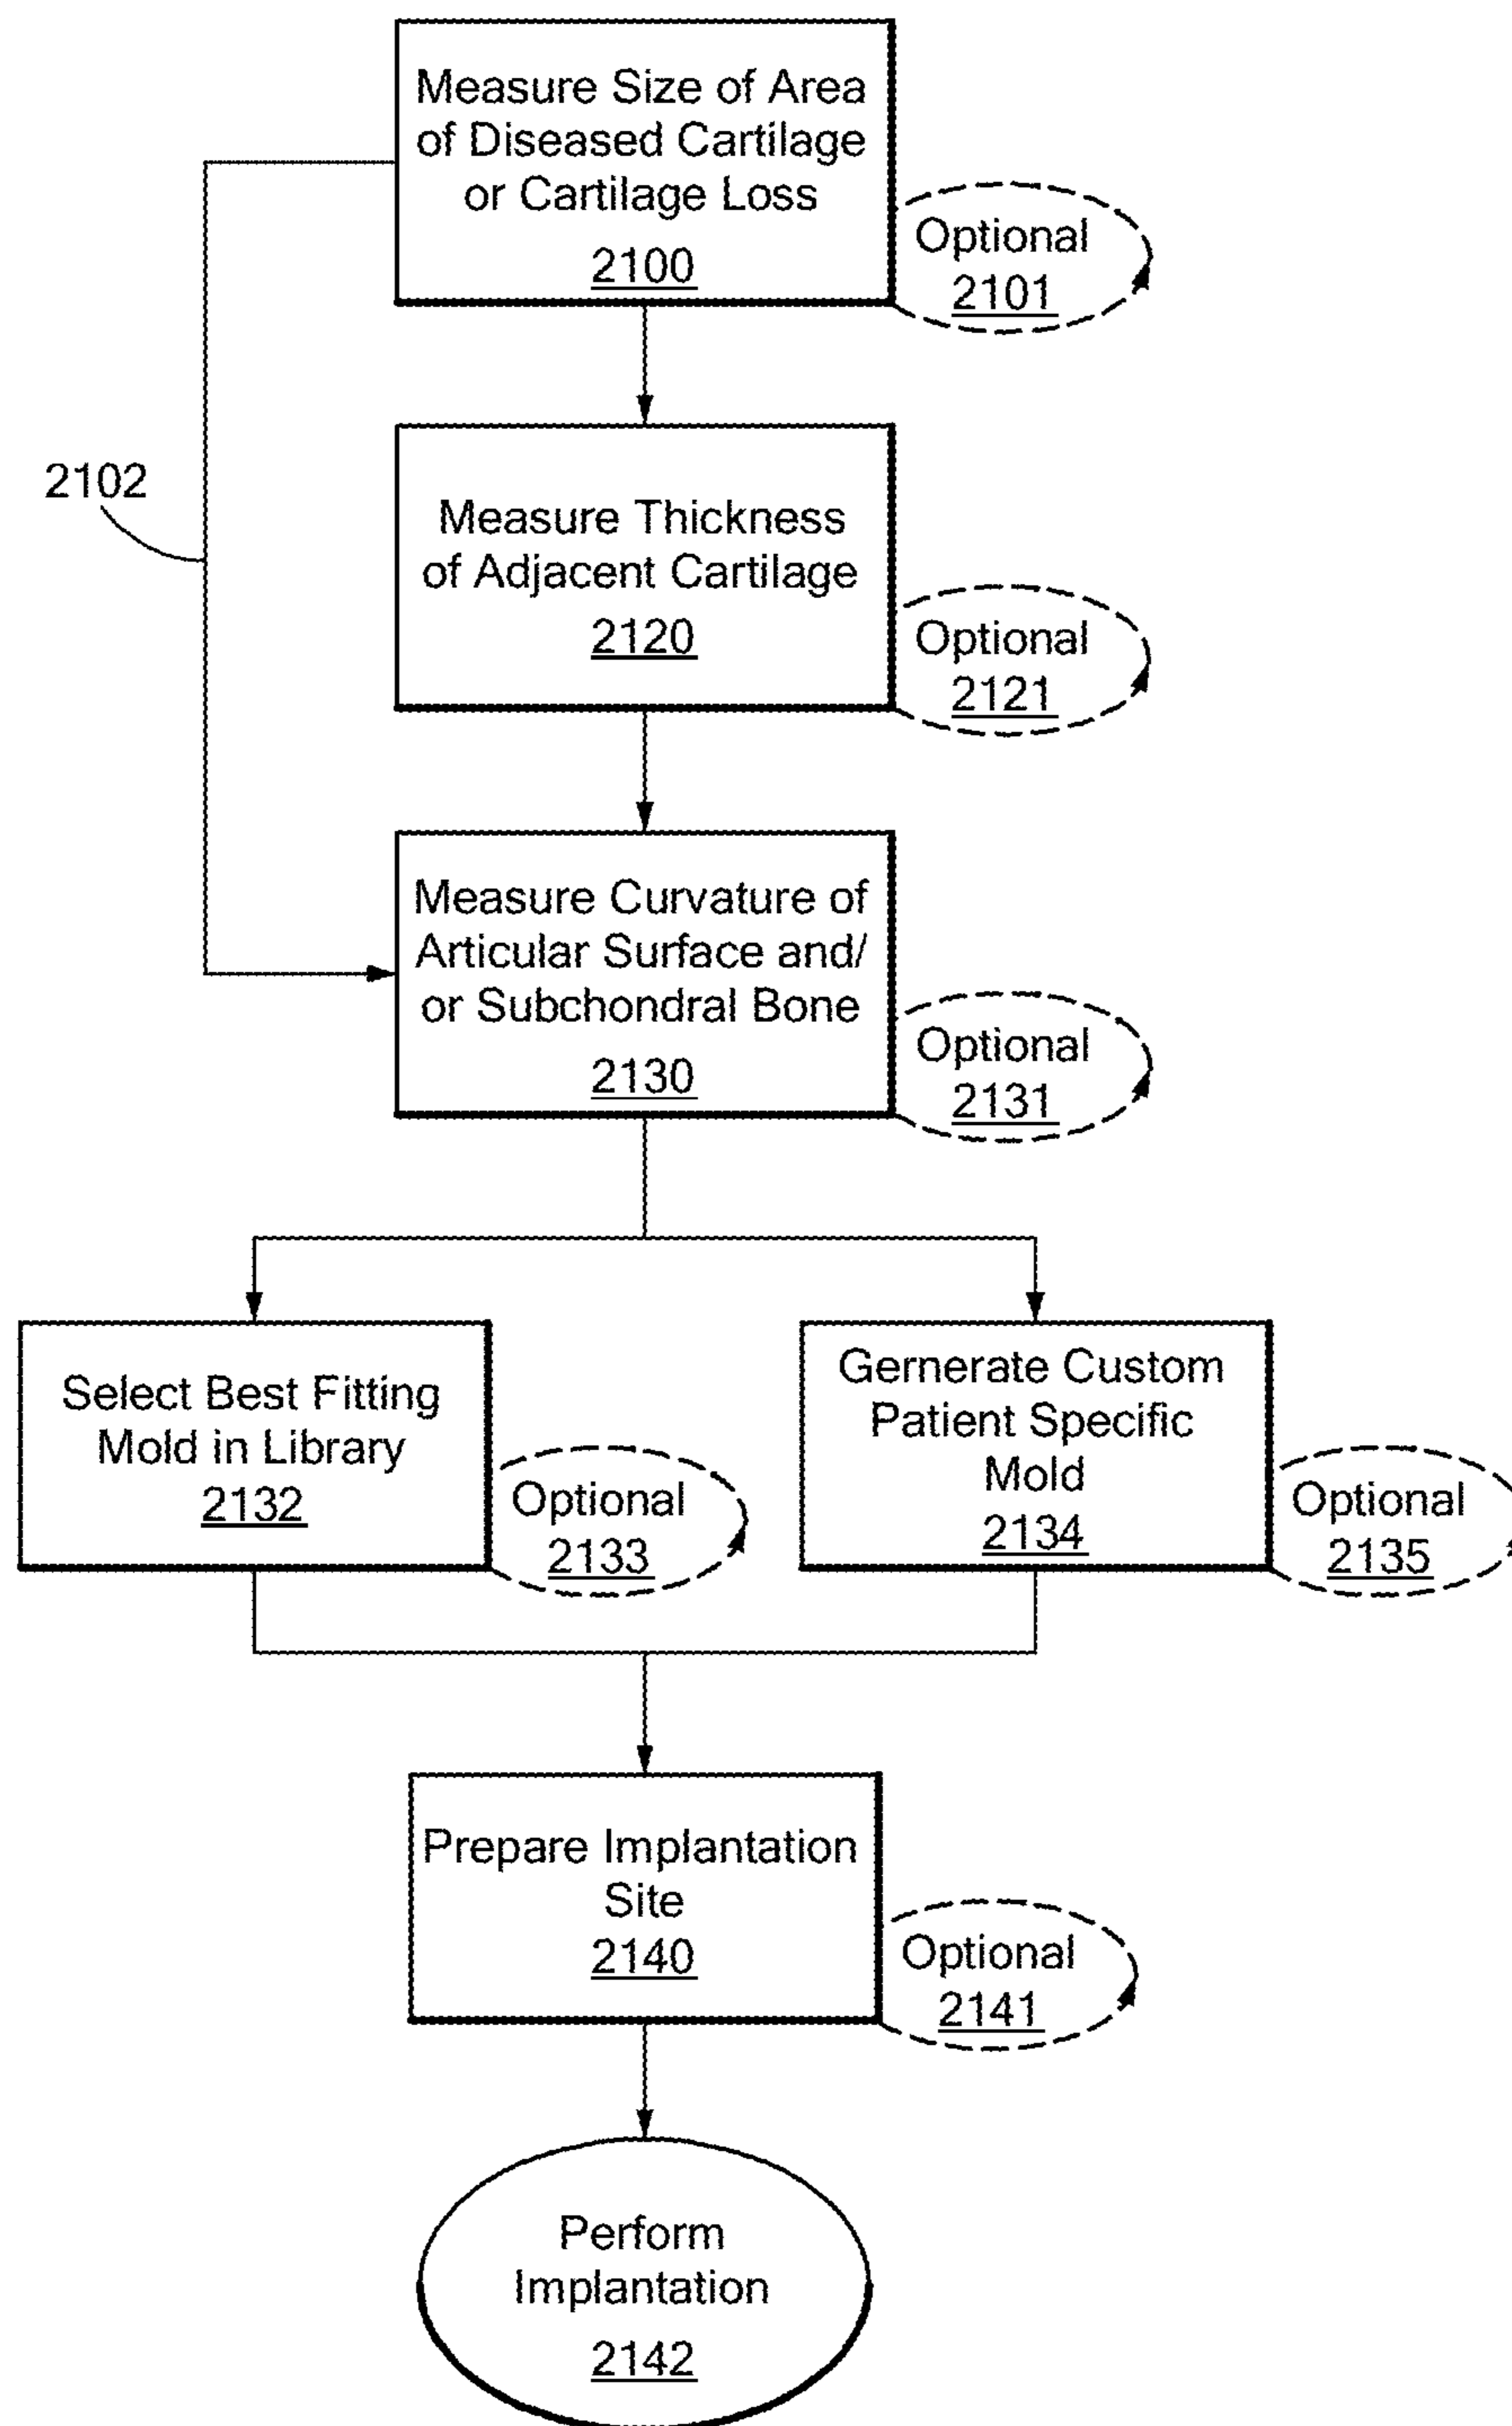 Measure Size of Area
of Diseased Cartilage
or Cartilage Loss
2100
Optional
2101
2102
Measure Thickness
of Adjacent Cartilage
2120
Optional
2121
Measure Curvature of
Articular Surface and/
or Subchondral Bone
2130
Optional
2131
Select Best Fitting
Mold in Library
2132
Optional
2133
Gernerate Custom
Patient Specific
Mold
2134
Optional
2135
Prepare Implantation
Site
2140
Optional
2141
Perform
Implantation
2142